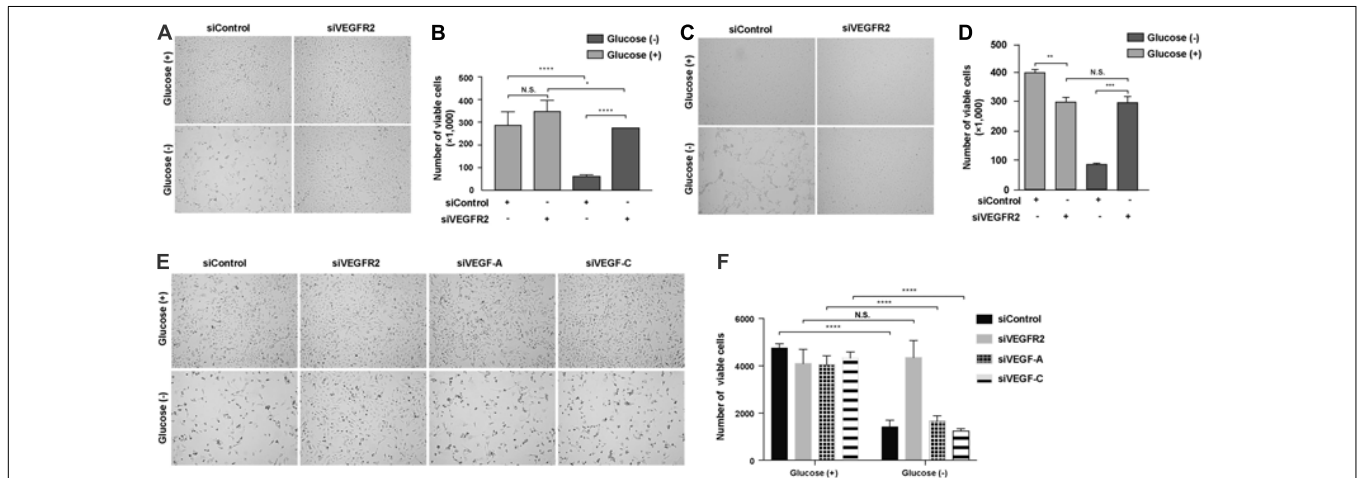 A
siControl siVEGFR2
Glucose (+)
Glucose (-)
B
Glucose (-)
Glucose (+)
Number of viable cells
(×1,000)
500
400
300
200
100
0
****
N.S.
*
****
siControl + - + -
siVEGFR2 - + - +
C
siControl siVEGFR2
Glucose (+)
Glucose (-)
D
Glucose (-)
Glucose (+)
Number of viable cells
(×1,000)
500
400
300
200
100
0
**
N.S.
***
siControl + - + -
siVEGFR2 - + - +
E
siControl siVEGFR2 siVEGF-A siVEGF-C
Glucose (+)
Glucose (-)
F
Number of viable cells
6000
4000
2000
0
****
****
N.S.
****
Glucose (+) Glucose (-)
siControl
siVEGFR2
siVEGF-A
siVEGF-C